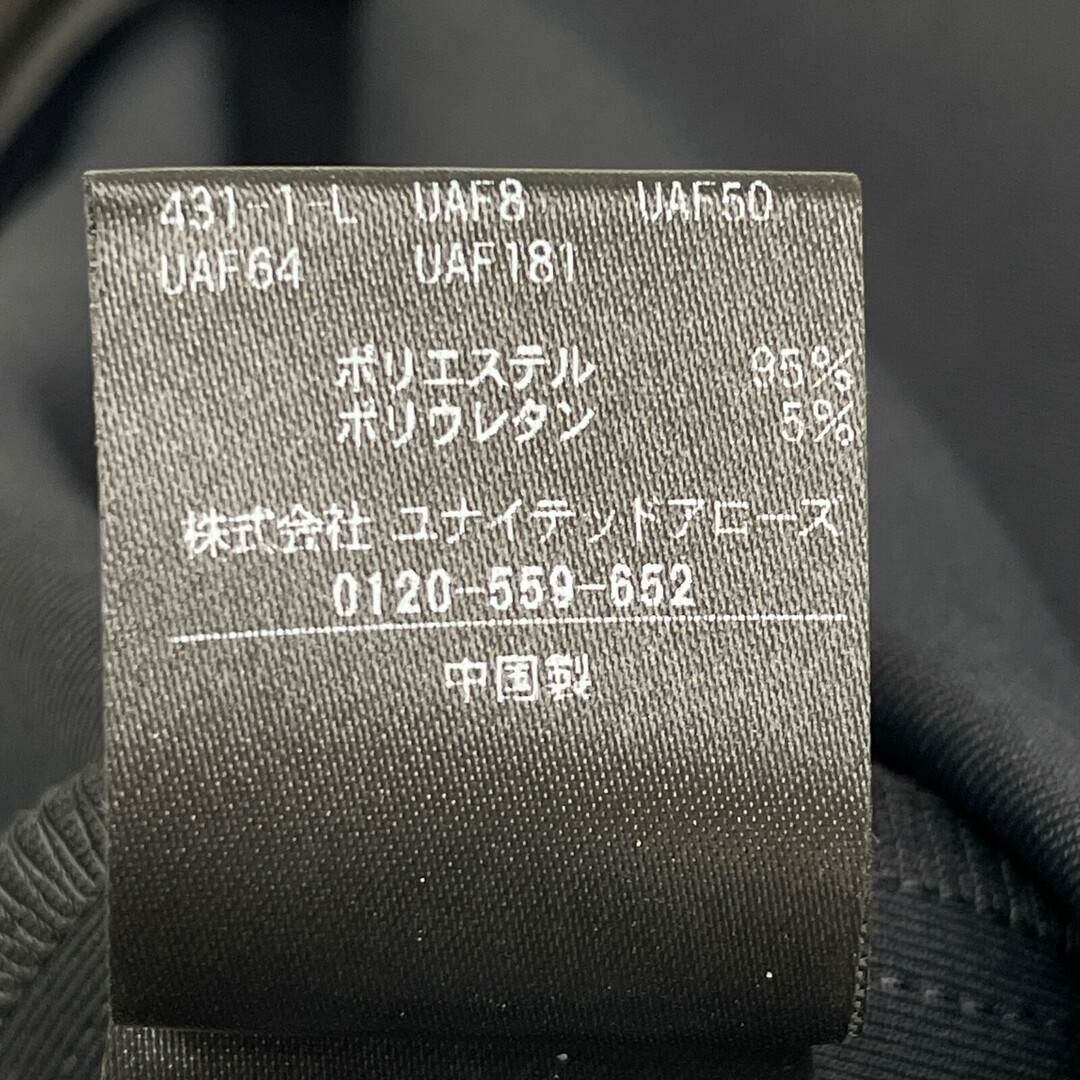 431-1-L UAF8 UAF50
UAF64 UAF181
ポリエステル 95%
ポリウレタン 5%
株式会社 ユナイテッドアローズ
0120-559-652
中国製